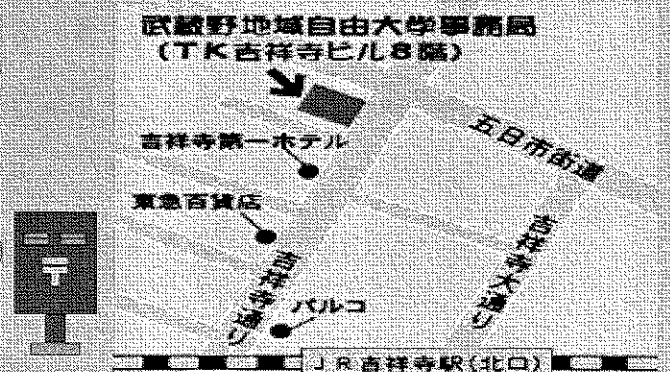 武蔵野地域自由大学事務局
(TK吉祥寺ビル8階)
五日市街道
吉祥寺第一ホテル
東急百貨店
吉祥寺大通り
吉祥寺通り
パルコ
JR吉祥寺駅(北口)